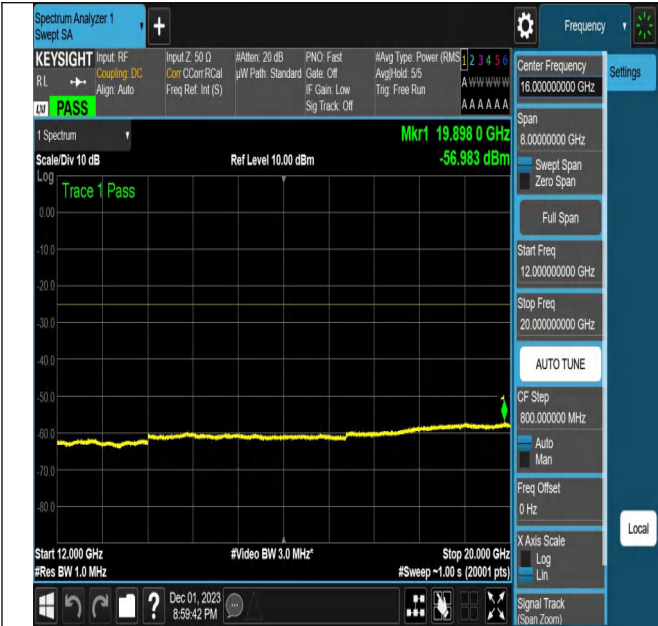 Spectrum Analyzer 1
Swept SA
+
Frequency
KEYSIGHT
RL
PASS
Input: RF
Coupling: DC
Align: Auto
Input Z: 50 Ω
Corr CCorr RCal
Freq Ref: Int (S)
#Atten: 20 dB
µW Path: Standard
PNO: Fast
Gate: Off
IF Gain: Low
Sig Track: Off
#Avg Type: Power (RMS
Avg|Hold: 5/5
Trig: Free Run
1 2 3 4 5 6
A W W W W W
A A A A A A
1 Spectrum
Scale/Div 10 dB
Ref Level 10.00 dBm
Mkr1 19.898 0 GHz
-56.983 dBm
Log
Trace 1 Pass
0.00
-10.0
-20.0
-30.0
-40.0
-50.0
-60.0
-70.0
-80.0
1
Start 12.000 GHz
#Res BW 1.0 MHz
#Video BW 3.0 MHz*
Stop 20.000 GHz
#Sweep ~1.00 s (20001 pts)
?
Dec 01, 2023
8:59:42 PM
Center Frequency
16.000000000 GHz
Span
8.00000000 GHz
Swept Span
Zero Span
Full Span
Start Freq
12.000000000 GHz
Stop Freq
20.000000000 GHz
AUTO TUNE
CF Step
800.000000 MHz
Auto
Man
Freq Offset
0 Hz
X Axis Scale
Log
Lin
Signal Track
(Span Zoom)
Settings
Local